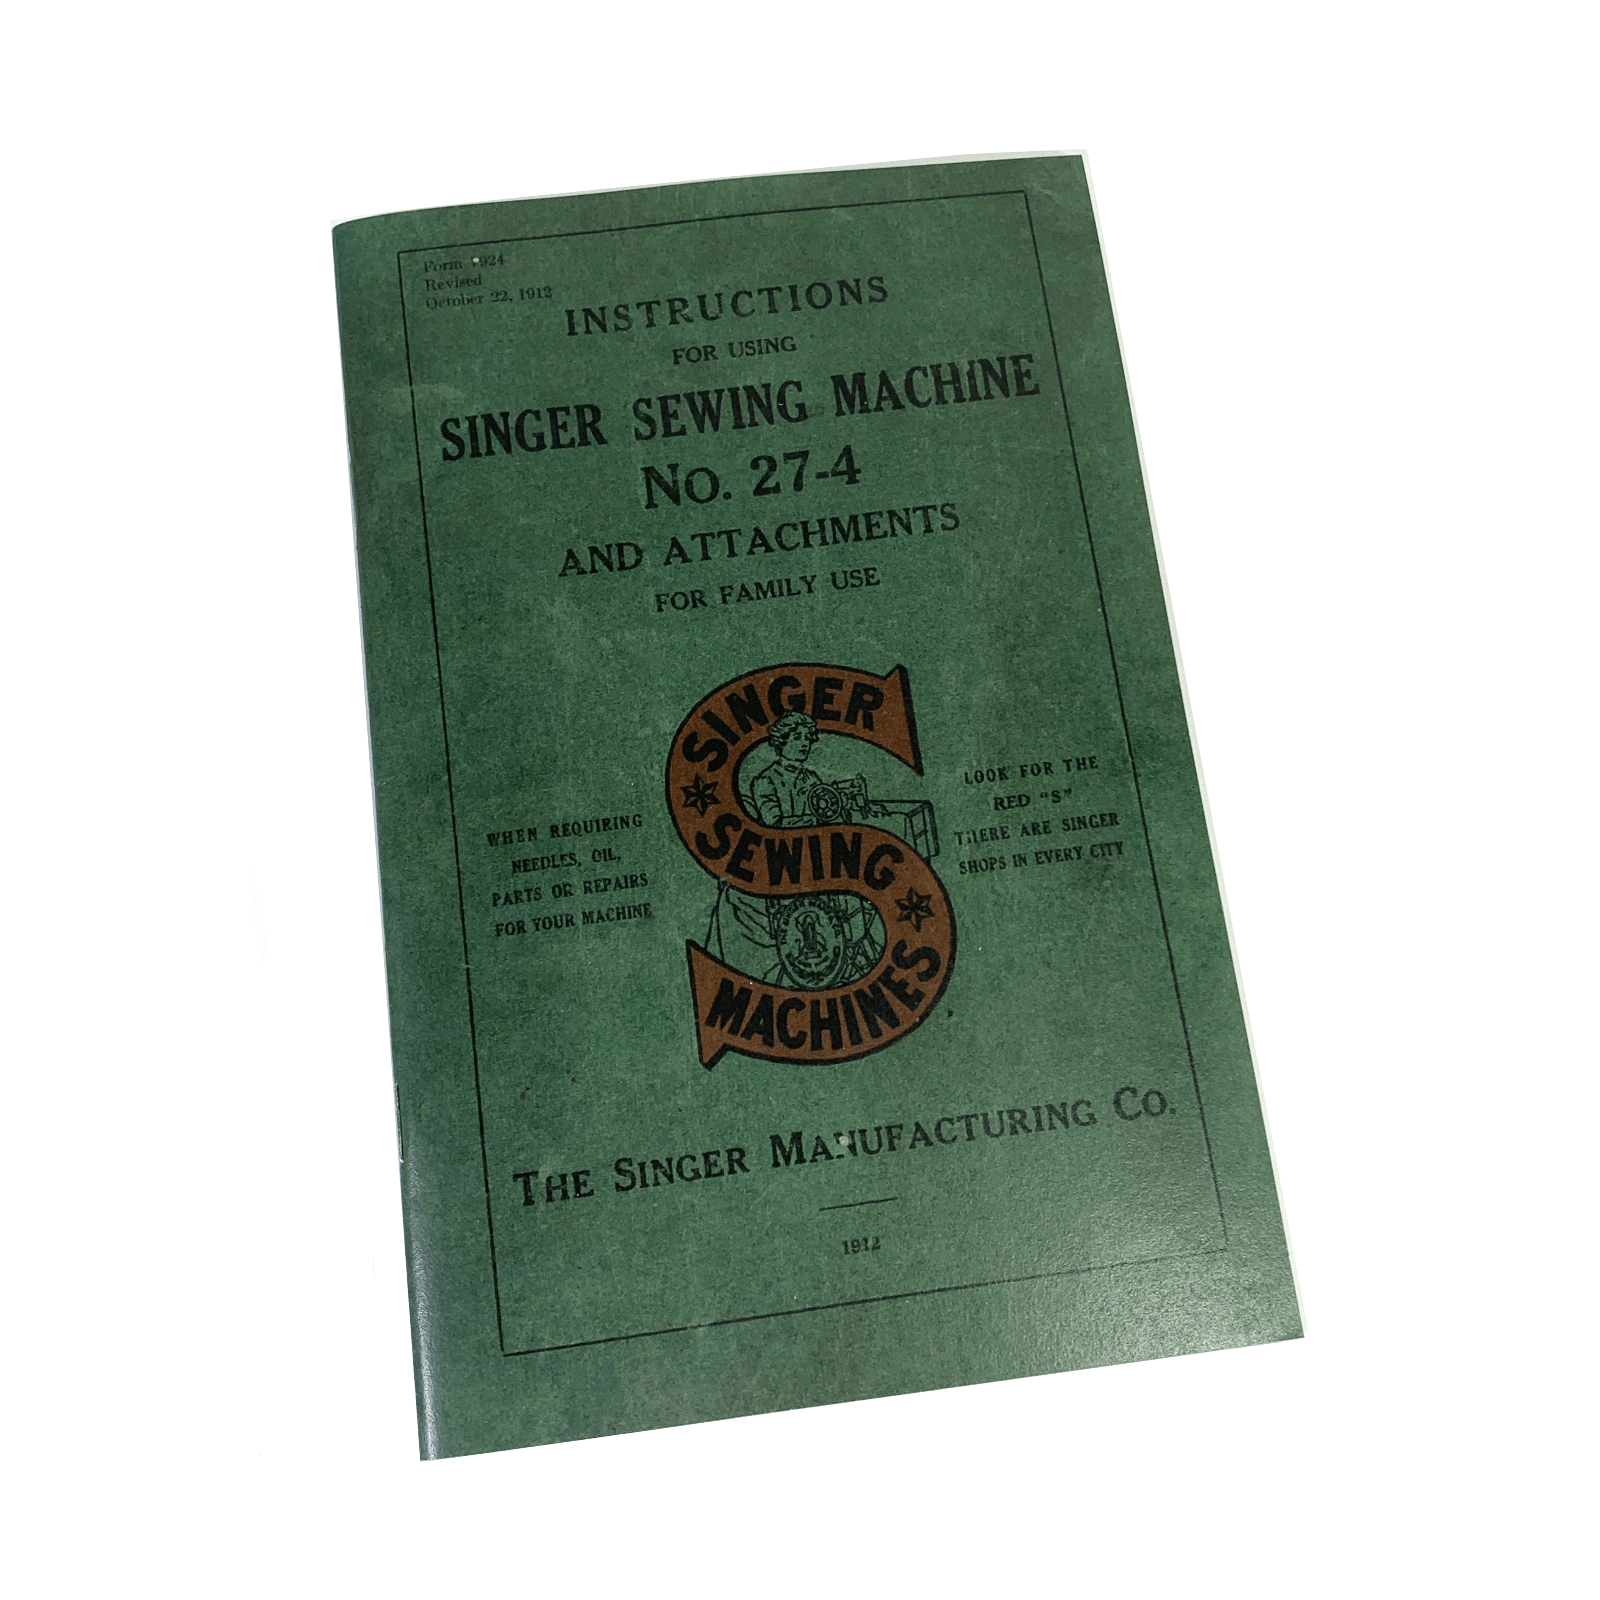 Form
Revised
October 22, 1912
INSTRUCTIONS
FOR USING
SINGER SEWING MACHINE
No. 27-4
AND ATTACHMENTS
FOR FAMILY USE
SINGER
SEWING
MACHINES
WHEN REQUIRING
NEEDLES, OIL,
PARTS OR REPAIRS
FOR YOUR MACHINE
LOOK FOR THE
RED "S"
THERE ARE SINGER
SHOPS IN EVERY CITY
THE SINGER MANUFACTURING CO.
1912